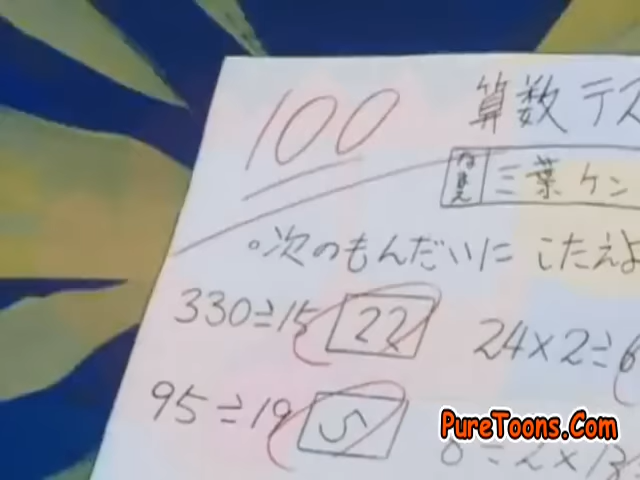 100
算数テス
なまえ 三葉ケン
。次のもんだいに こたえよ
330÷15 22
24×2÷6
95÷19 5
PureToons.Com